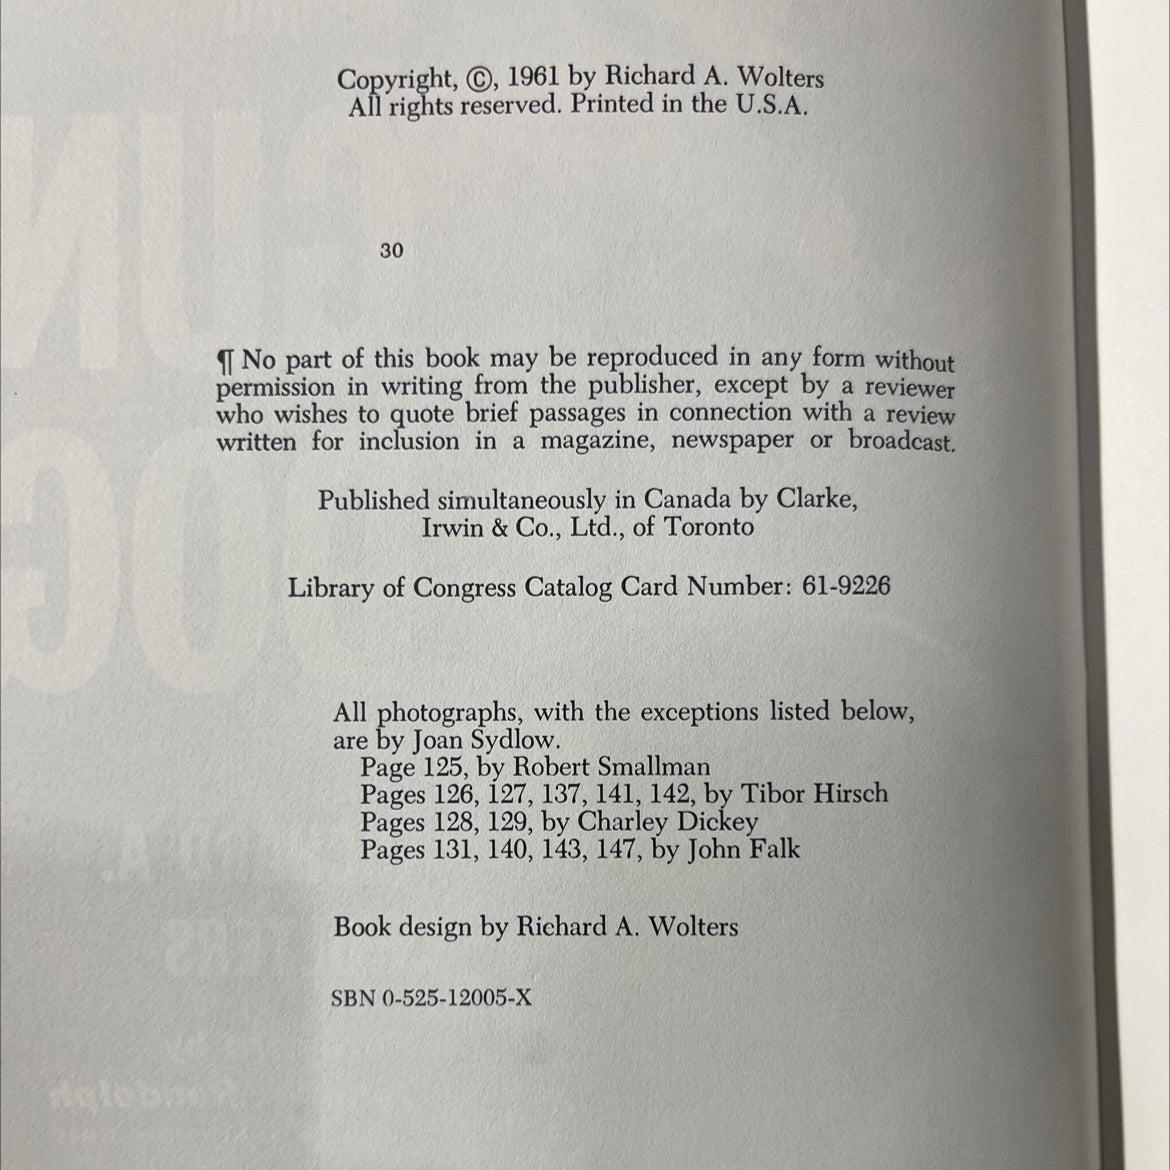 Copyright, ©, 1961 by Richard A. Wolters
All rights reserved. Printed in the U.S.A.
30
¶ No part of this book may be reproduced in any form without
permission in writing from the publisher, except by a reviewer
who wishes to quote brief passages in connection with a review
written for inclusion in a magazine, newspaper or broadcast.
Published simultaneously in Canada by Clarke,
Irwin & Co., Ltd., of Toronto
Library of Congress Catalog Card Number: 61-9226
All photographs, with the exceptions listed below,
are by Joan Sydlow.
Page 125, by Robert Smallman
Pages 126, 127, 137, 141, 142, by Tibor Hirsch
Pages 128, 129, by Charley Dickey
Pages 131, 140, 143, 147, by John Falk
Book design by Richard A. Wolters
SBN 0-525-12005-X